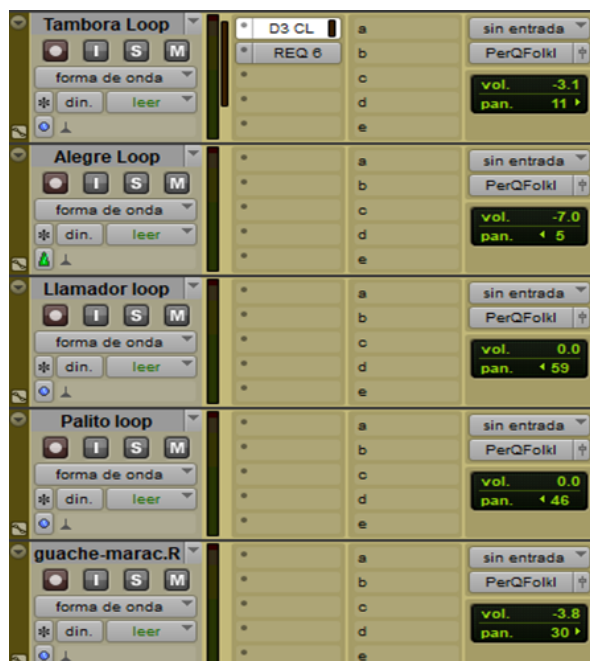 Tambora Loop
D3 CL
a
sin entrada
I S M
REQ 6
b
PerQFolkl
forma de onda
c
vol. -3.1
din. leer
d
pan. 11
e
Alegre Loop
a
sin entrada
I S M
b
PerQFolkl
forma de onda
c
vol. -7.0
din. leer
d
pan. 5
e
Llamador loop
a
sin entrada
I S M
b
PerQFolkl
forma de onda
c
vol. 0.0
din. leer
d
pan. 59
e
Palito loop
a
sin entrada
I S M
b
PerQFolkl
forma de onda
c
vol. 0.0
din. leer
d
pan. 46
e
guache-marac.R
a
sin entrada
I S M
b
PerQFolkl
forma de onda
c
vol. -3.8
din. leer
d
pan. 30
e